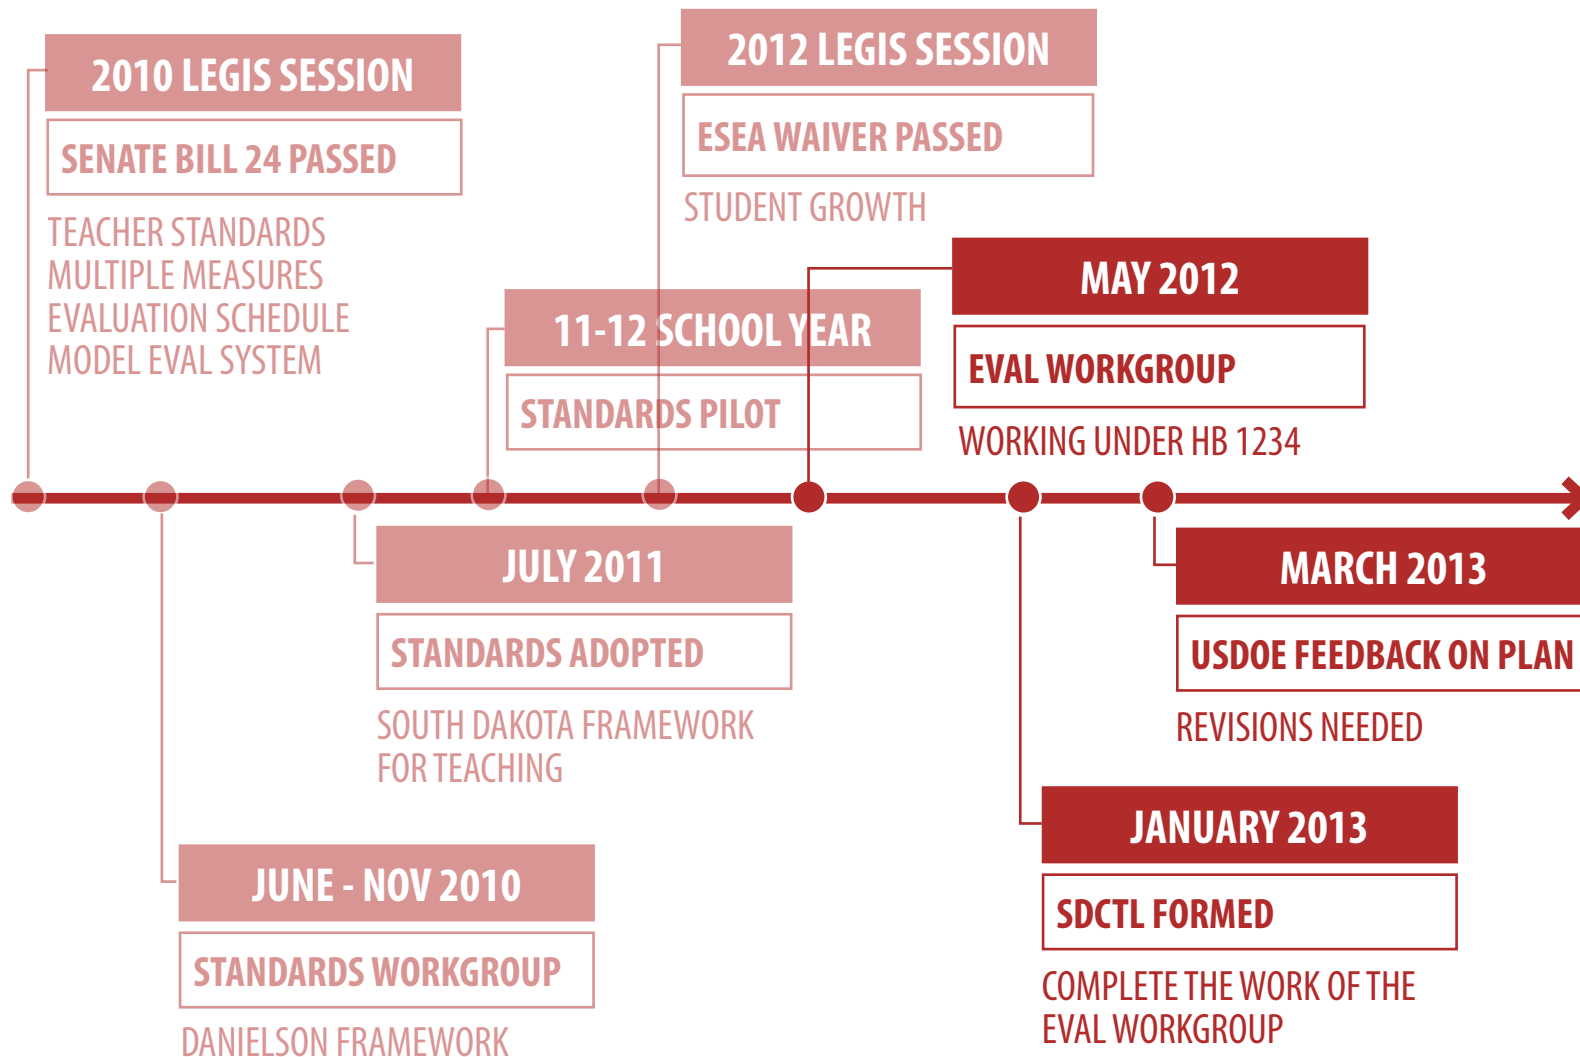 2010 LEGIS SESSION
SENATE BILL 24 PASSED
TEACHER STANDARDS
MULTIPLE MEASURES
EVALUATION SCHEDULE
MODEL EVAL SYSTEM
2012 LEGIS SESSION
ESEA WAIVER PASSED
STUDENT GROWTH
11-12 SCHOOL YEAR
STANDARDS PILOT
MAY 2012
EVAL WORKGROUP
WORKING UNDER HB 1234
JULY 2011
STANDARDS ADOPTED
SOUTH DAKOTA FRAMEWORK
FOR TEACHING
MARCH 2013
USDOE FEEDBACK ON PLAN
REVISIONS NEEDED
JUNE - NOV 2010
STANDARDS WORKGROUP
DANIELSON FRAMEWORK
JANUARY 2013
SDCTL FORMED
COMPLETE THE WORK OF THE
EVAL WORKGROUP